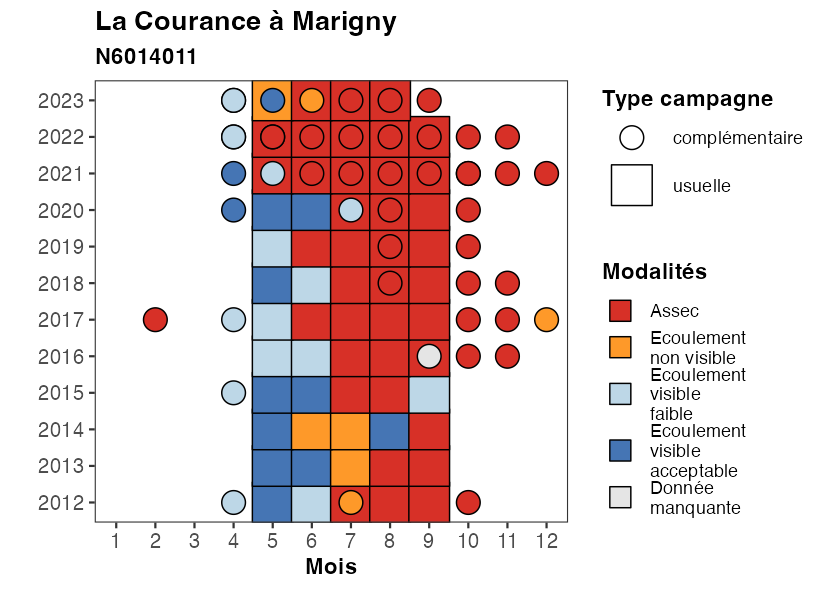 La Courance à Marigny
N6014011
2023
2022
2021
2020
2019
2018
2017
2016
2015
2014
2013
2012
1 2 3 4 5 6 7 8 9 10 11 12
Mois
Type campagne
complémentaire
usuelle
Modalités
Assec
Ecoulement
non visible
Ecoulement
visible
faible
Ecoulement
visible
acceptable
Donnée
manquante